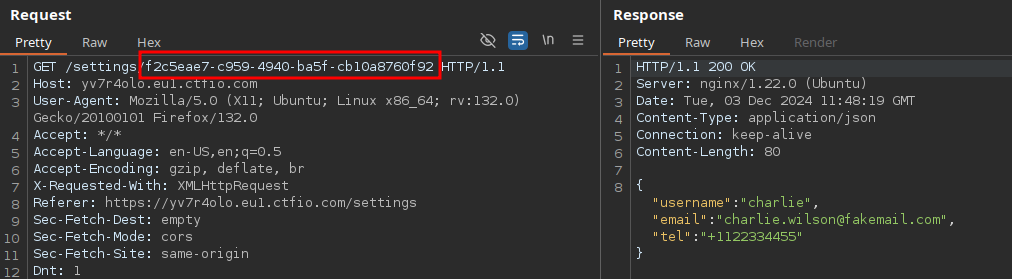 Request
Pretty Raw Hex
\n
1 GET /settings/f2c5eae7-c959-4940-ba5f-cb10a8760f92 HTTP/1.1
2 Host: yv7r4olo.eu1.ctfio.com
3 User-Agent: Mozilla/5.0 (X11; Ubuntu; Linux x86_64; rv:132.0)
Gecko/20100101 Firefox/132.0
4 Accept: */*
5 Accept-Language: en-US,en;q=0.5
6 Accept-Encoding: gzip, deflate, br
7 X-Requested-With: XMLHttpRequest
8 Referer: https://yv7r4olo.eu1.ctfio.com/settings
9 Sec-Fetch-Dest: empty
10 Sec-Fetch-Mode: cors
11 Sec-Fetch-Site: same-origin
12 Dnt: 1
Response
Pretty Raw Hex Render
1 HTTP/1.1 200 OK
2 Server: nginx/1.22.0 (Ubuntu)
3 Date: Tue, 03 Dec 2024 11:48:19 GMT
4 Content-Type: application/json
5 Connection: keep-alive
6 Content-Length: 80
7
8 {
"username":"charlie",
"email":"charlie.wilson@fakemail.com",
"tel":"+1122334455"
}